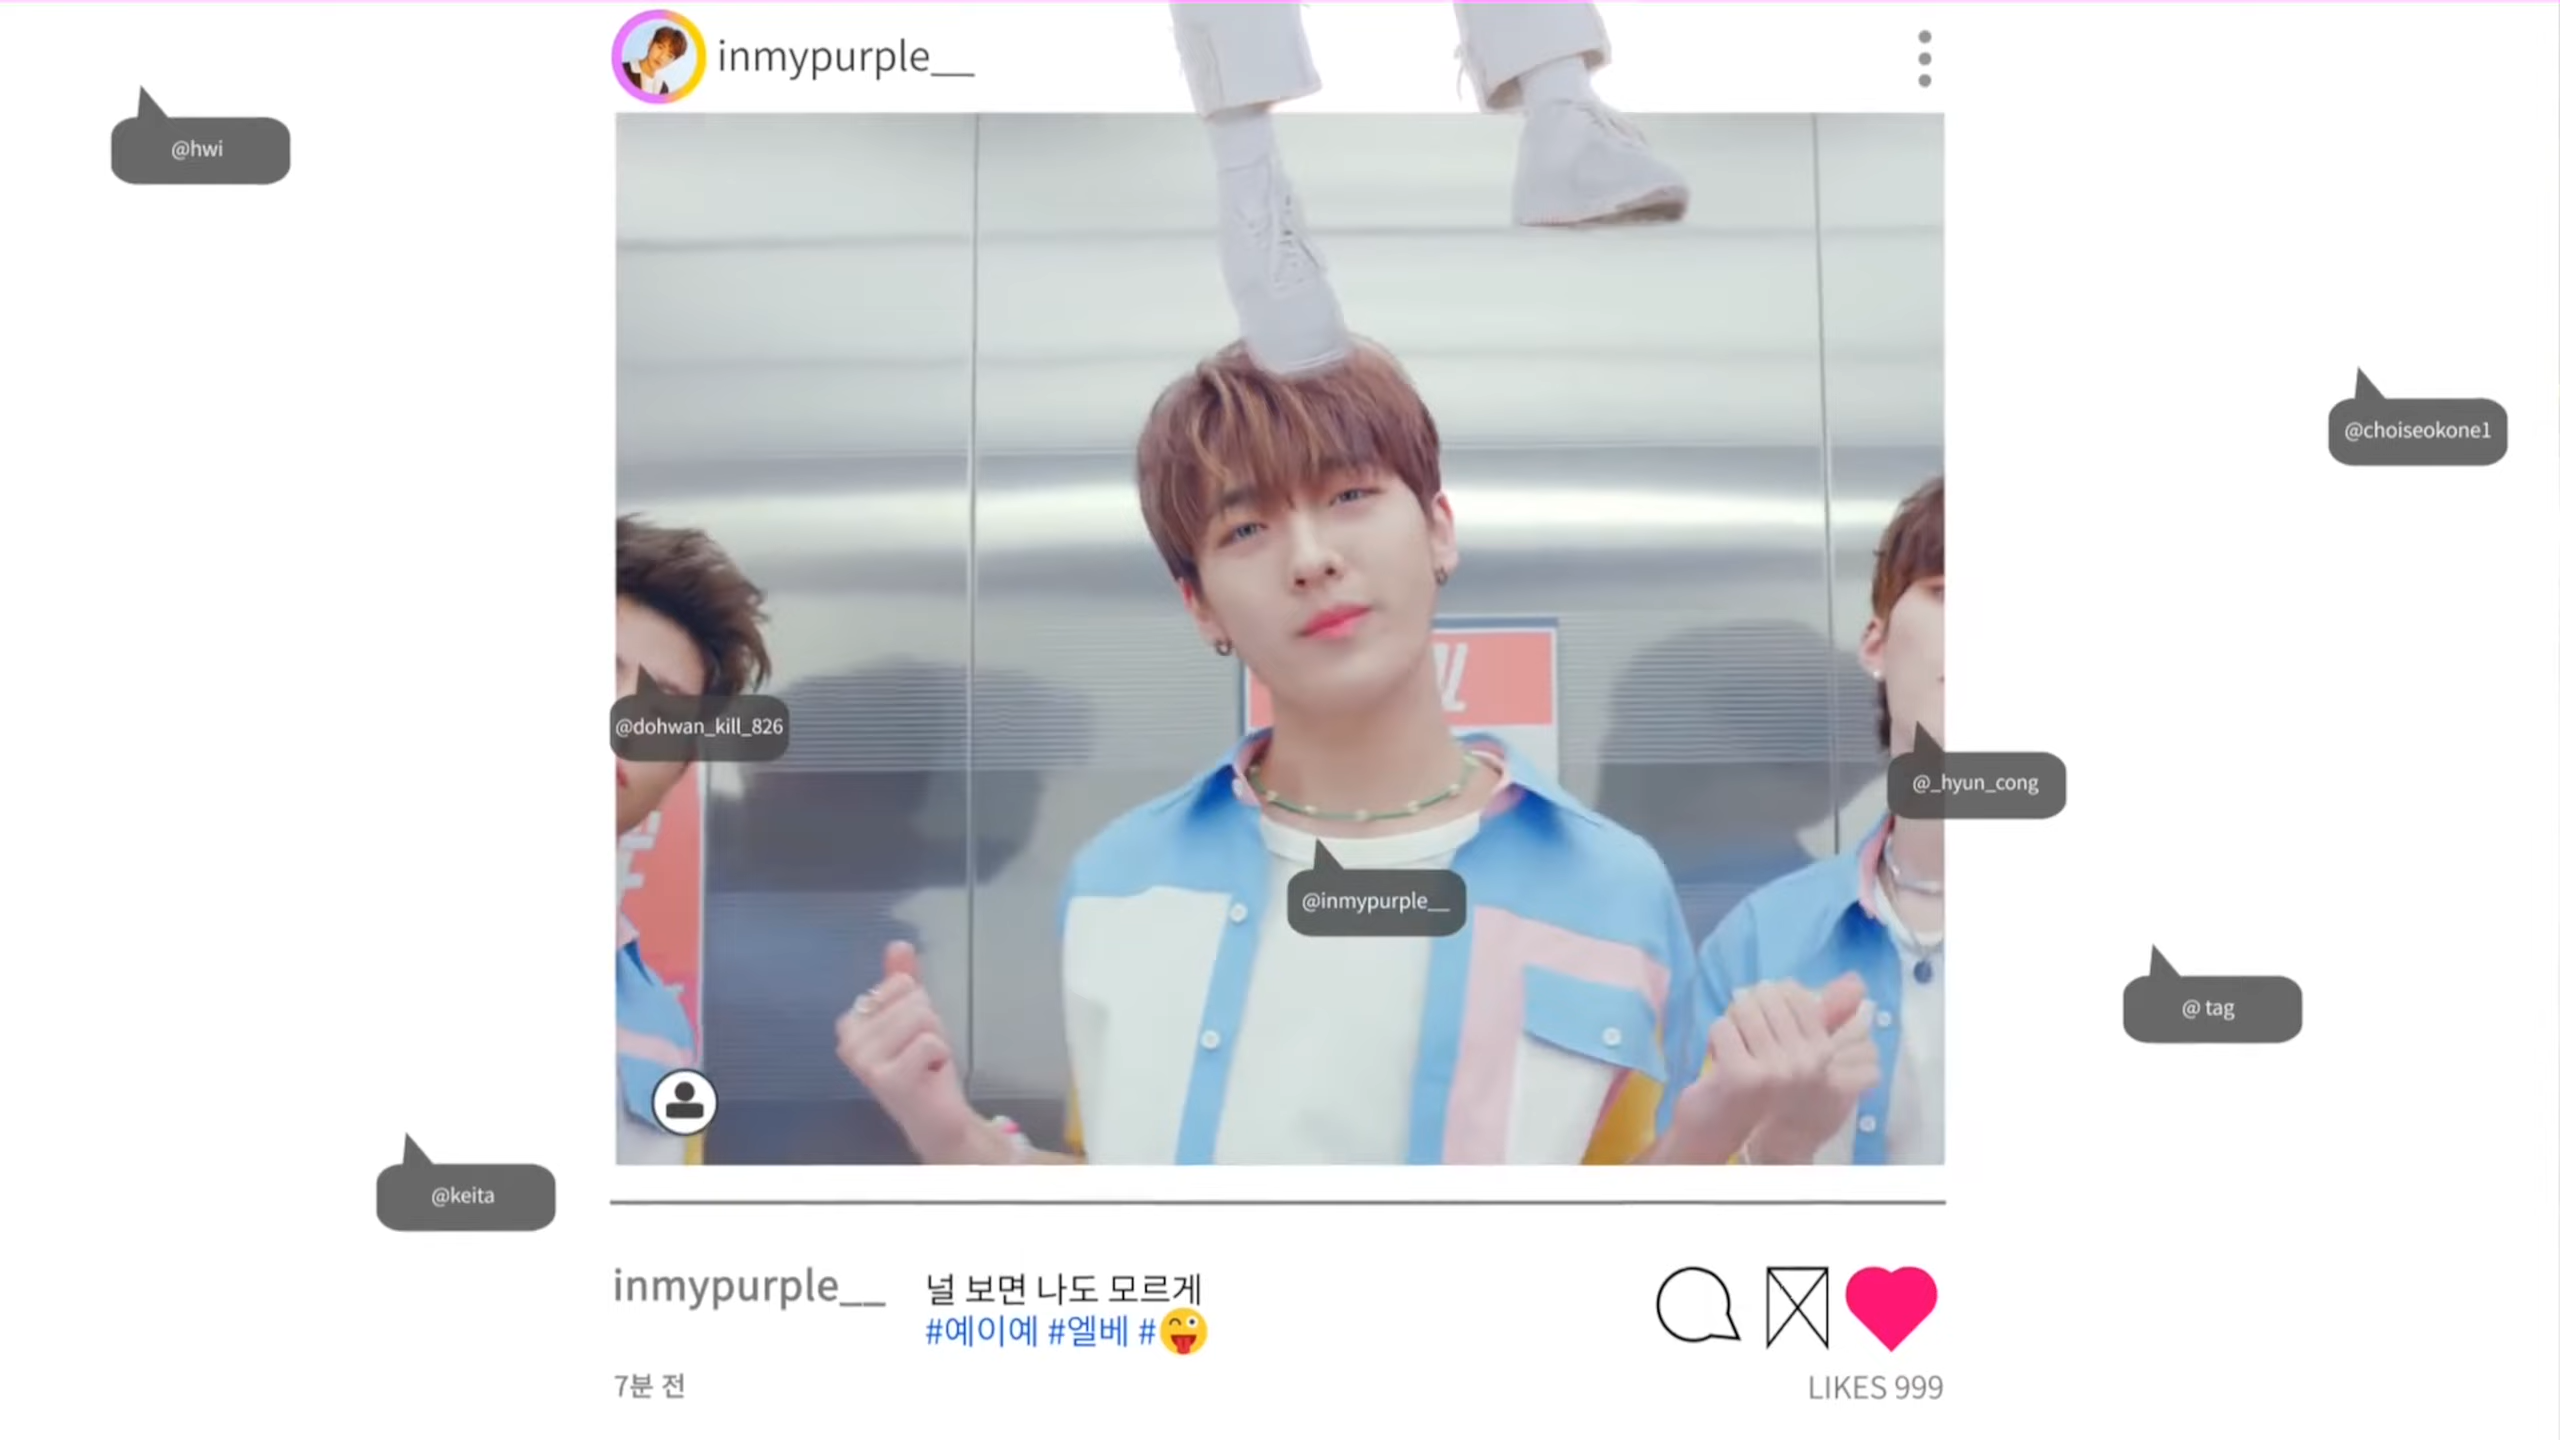 inmypurple__
@hwi
@choiseokone1
@dohwan_kill_826
@_hyun_cong
@inmypurple__
@ tag
@keita
inmypurple__ 널 보면 나도 모르게
#예이예 #엘베 #😜
7분 전
LIKES 999